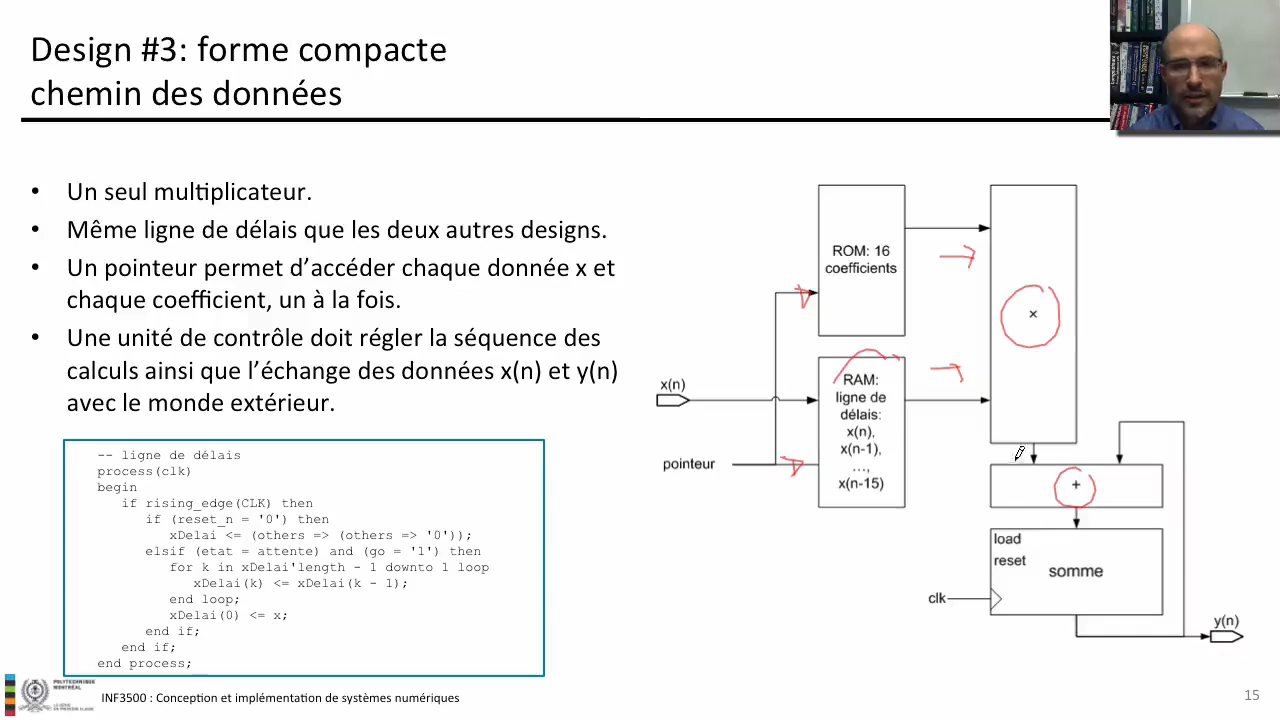 Design #3: forme compacte
chemin des données
• Un seul multiplicateur.
• Même ligne de délais que les deux autres designs.
• Un pointeur permet d’accéder chaque donnée x et
chaque coefficient, un à la fois.
• Une unité de contrôle doit régler la séquence des
calculs ainsi que l’échange des données x(n) et y(n)
avec le monde extérieur.
-- ligne de délais
process(clk)
begin
if rising_edge(CLK) then
if (reset_n = '0') then
xDelai <= (others => (others => '0'));
elsif (etat = attente) and (go = '1') then
for k in xDelai'length - 1 downto 1 loop
xDelai(k) <= xDelai(k - 1);
end loop;
xDelai(0) <= x;
end if;
end if;
end process;
ROM: 16
coefficients
×
x(n)
RAM:
ligne de
délais:
x(n),
x(n-1),
…,
x(n-15)
pointeur
+
load
reset
somme
clk
y(n)
POLYTECHNIQUE
MONTRÉAL
INF3500 : Conception et implémentation de systèmes numériques
15